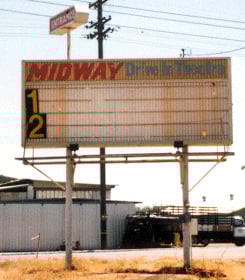 ENTRANCE
MIDWAY Drive In Theatre
1
2